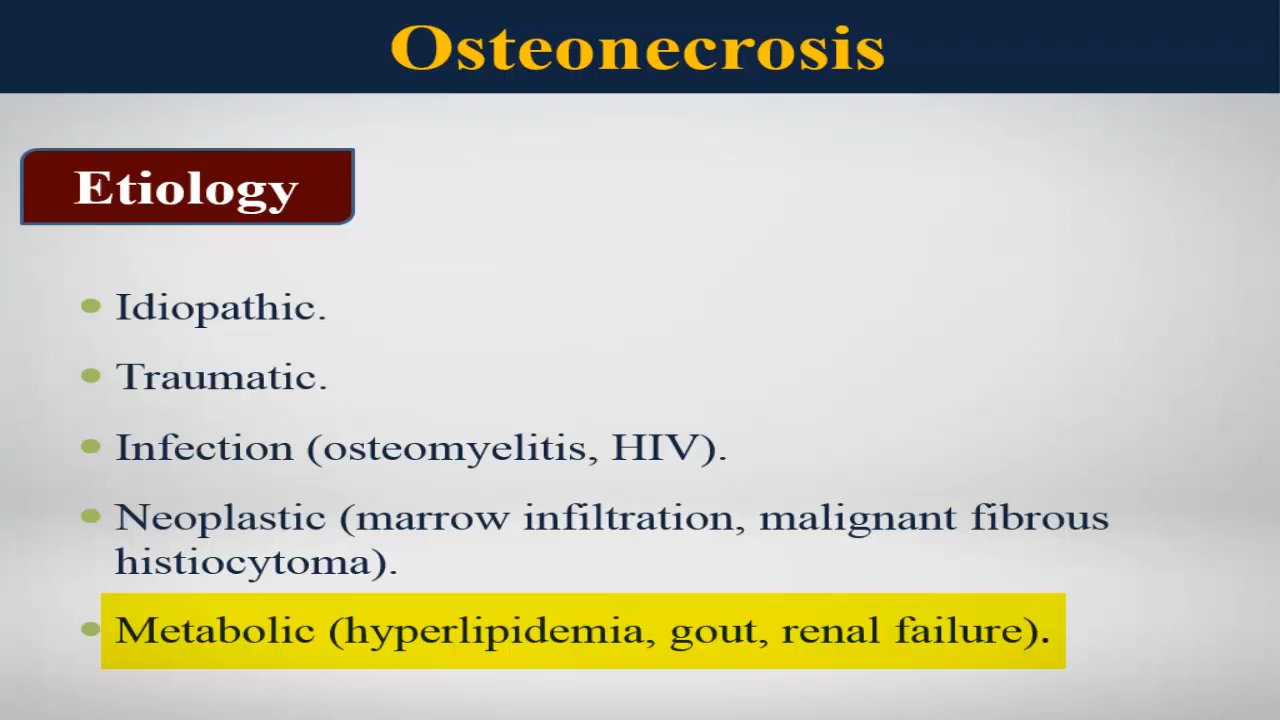 Osteonecrosis
Etiology
Idiopathic.
Traumatic.
Infection (osteomyelitis, HIV).
Neoplastic (marrow infiltration, malignant fibrous
histiocytoma).
Metabolic (hyperlipidemia, gout, renal failure).